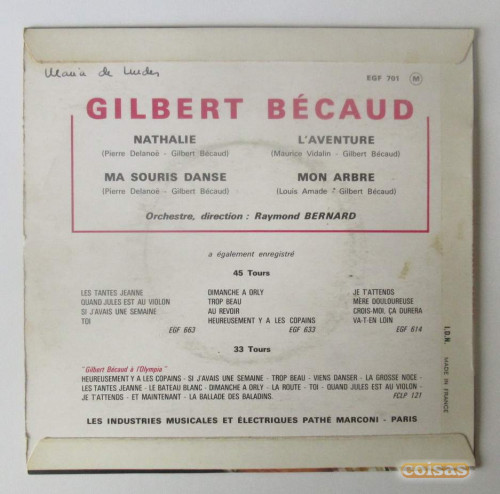 Maria de
EGF 701 M
GILBERT BÉCAUD
NATHALIE
(Pierre Delanoë - Gilbert Bécaud)
L'AVENTURE
(Maurice Vidalin - Gilbert Bécaud)
MA SOURIS DANSE
(Pierre Delanoë - Gilbert Bécaud)
MON ARBRE
(Louis Amade - Gilbert Bécaud)
Orchestre, direction : Raymond BERNARD
a également enregistré
45 Tours
LES TANTES JEANNE
QUAND JULES EST AU VIOLON
SI J'AVAIS UNE SEMAINE
TOI
EGF 663
DIMANCHE A ORLY
TROP BEAU
AU REVOIR
HEUREUSEMENT Y A LES COPAINS
EGF 633
JE T'ATTENDS
MÈRE DOULOUREUSE
CROIS-MOI, ÇA DURERA
VA-T-EN LOIN
EGF 614
33 Tours
"Gilbert Bécaud à l'Olympia"
HEUREUSEMENT Y A LES COPAINS - SI J'AVAIS UNE SEMAINE - TROP BEAU - VIENS DANSER - LA GROSSE NOCE -
LES TANTES JEANNE - LE BATEAU BLANC - DIMANCHE A ORLY - LA ROUTE - TOI - QUAND JULES EST AU VIOLON -
JE T'ATTENDS - ET MAINTENANT - LA BALLADE DES BALADINS.
FCLP 121
LES INDUSTRIES MUSICALES ET ÉLECTRIQUES PATHÉ MARCONI - PARIS
I.D.N. MADE IN FRANCE
coisas